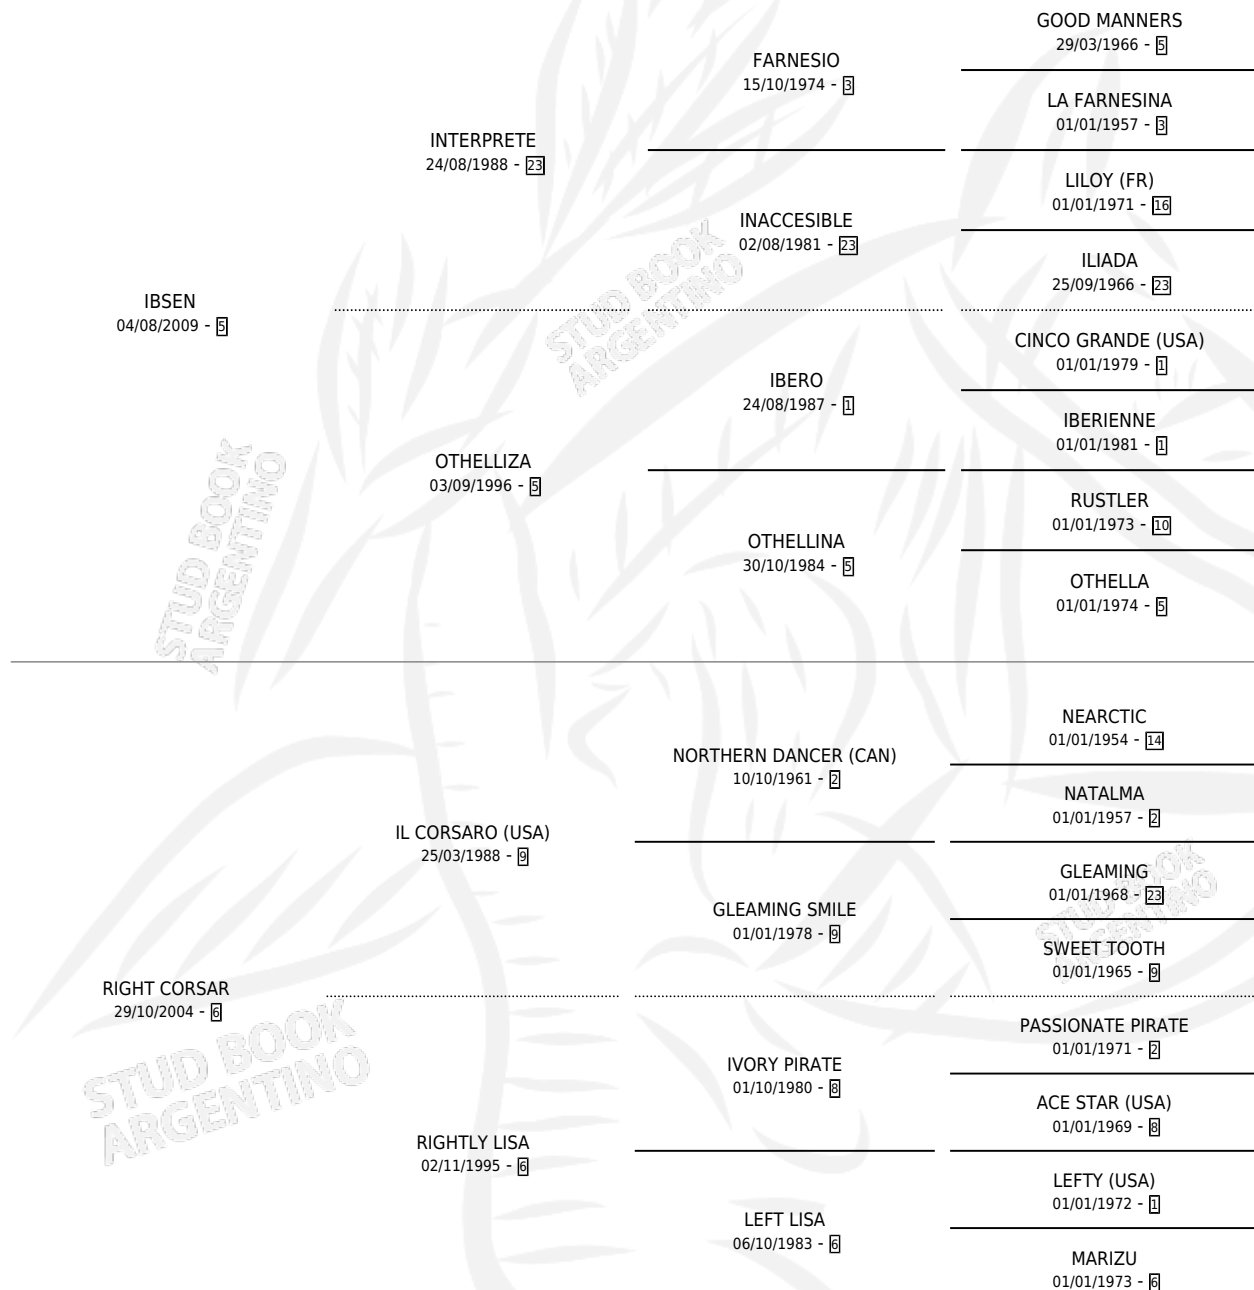 GOOD MANNERS
29/03/1966 - 5
FARNESIO
15/10/1974 - 3
LA FARNESINA
01/01/1957 - 3
INTERPRETE
24/08/1988 - 23
LILOY (FR)
01/01/1971 - 16
INACCESIBLE
02/08/1981 - 23
ILIADA
25/09/1966 - 23
IBSEN
04/08/2009 - 5
CINCO GRANDE (USA)
01/01/1979 - 1
IBERO
24/08/1987 - 1
IBERIENNE
01/01/1981 - 1
OTHELLIZA
03/09/1996 - 5
RUSTLER
01/01/1973 - 10
OTHELLINA
30/10/1984 - 5
OTHELLA
01/01/1974 - 5
STUD BOOK
ARGENTINO
STUD BOOK
ARGENTINO
NEARCTIC
01/01/1954 - 14
NORTHERN DANCER (CAN)
10/10/1961 - 2
NATALMA
01/01/1957 - 2
IL CORSARO (USA)
25/03/1988 - 9
GLEAMING
01/01/1968 - 23
GLEAMING SMILE
01/01/1978 - 9
SWEET TOOTH
01/01/1965 - 9
STUD BOOK
ARGENTINO
RIGHT CORSAR
29/10/2004 - 6
PASSIONATE PIRATE
01/01/1971 - 2
IVORY PIRATE
01/10/1980 - 8
ACE STAR (USA)
01/01/1969 - 8
STUD BOOK
ARGENTINO
RIGHTLY LISA
02/11/1995 - 6
LEFTY (USA)
01/01/1972 - 1
LEFT LISA
06/10/1983 - 6
MARIZU
01/01/1973 - 6